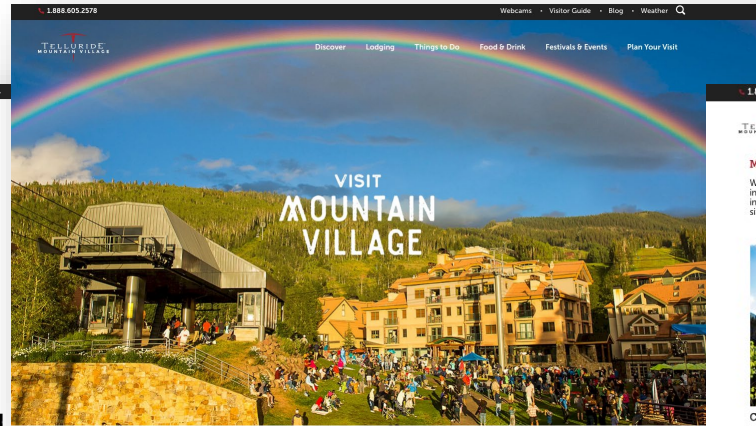 1.888.605.2578
Webcams • Visitor Guide • Blog • Weather
TELLURIDE
MOUNTAIN VILLAGE
Discover Lodging Things to Do Food & Drink Festivals & Events Plan Your Visit
VISIT
MOUNTAIN
VILLAGE